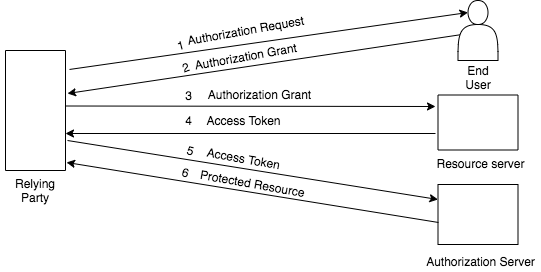 1 Authorization Request
2 Authorization Grant
End
User
3 Authorization Grant
4 Access Token
Resource server
5 Access Token
6 Protected Resource
Relying
Party
Authorization Server